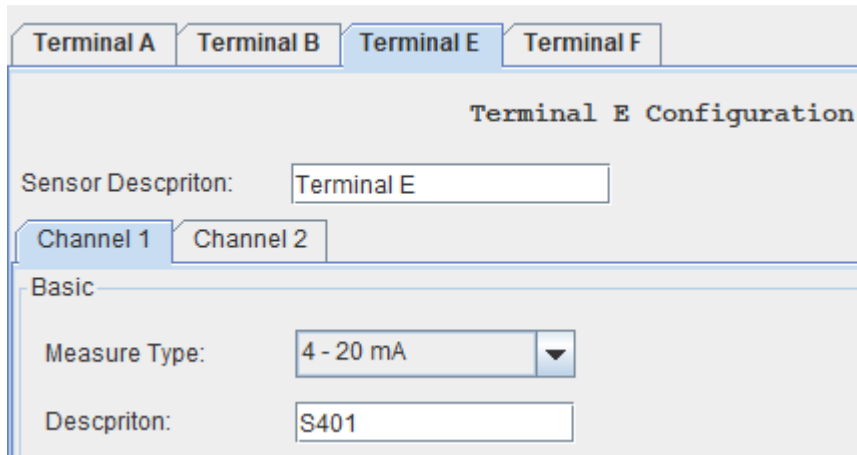 Terminal A Terminal B Terminal E Terminal F
Terminal E Configuration
Sensor Descpriton: Terminal E
Channel 1 Channel 2
Basic
Measure Type: 4 - 20 mA
Descpriton: S401